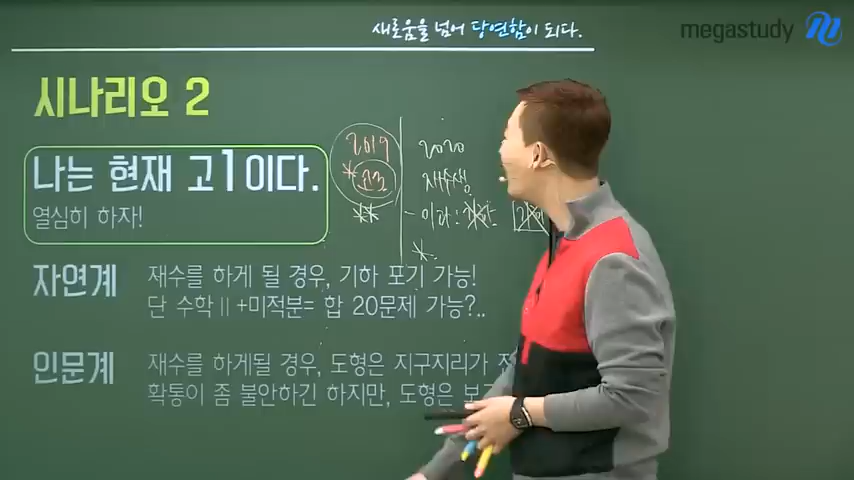 새로움을 넘어 당연함이 되다.
megastudy
시나리오 2
나는 현재 고1이다.
열심히 하자!
2019
고3
2020
재수생
자연계
재수를 하게 될 경우, 기하 포기 가능!
단 수학Ⅱ+미적분= 합 20문제 가능?..
인문계
재수를 하게될 경우, 도형은 지구지리가
확통이 좀 불안하긴 하지만, 도형은